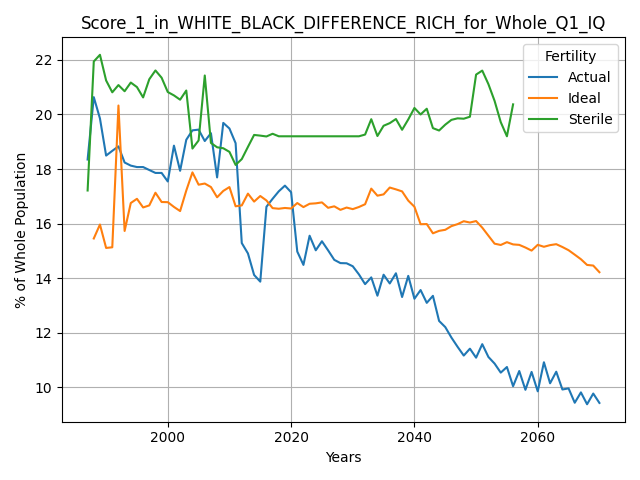 Score_1_in_WHITE_BLACK_DIFFERENCE_RICH_for_Whole_Q1_IQ
% of Whole Population
22
20
18
16
14
12
10
Fertility
Actual
Ideal
Sterile
2000
2020
2040
2060
Years